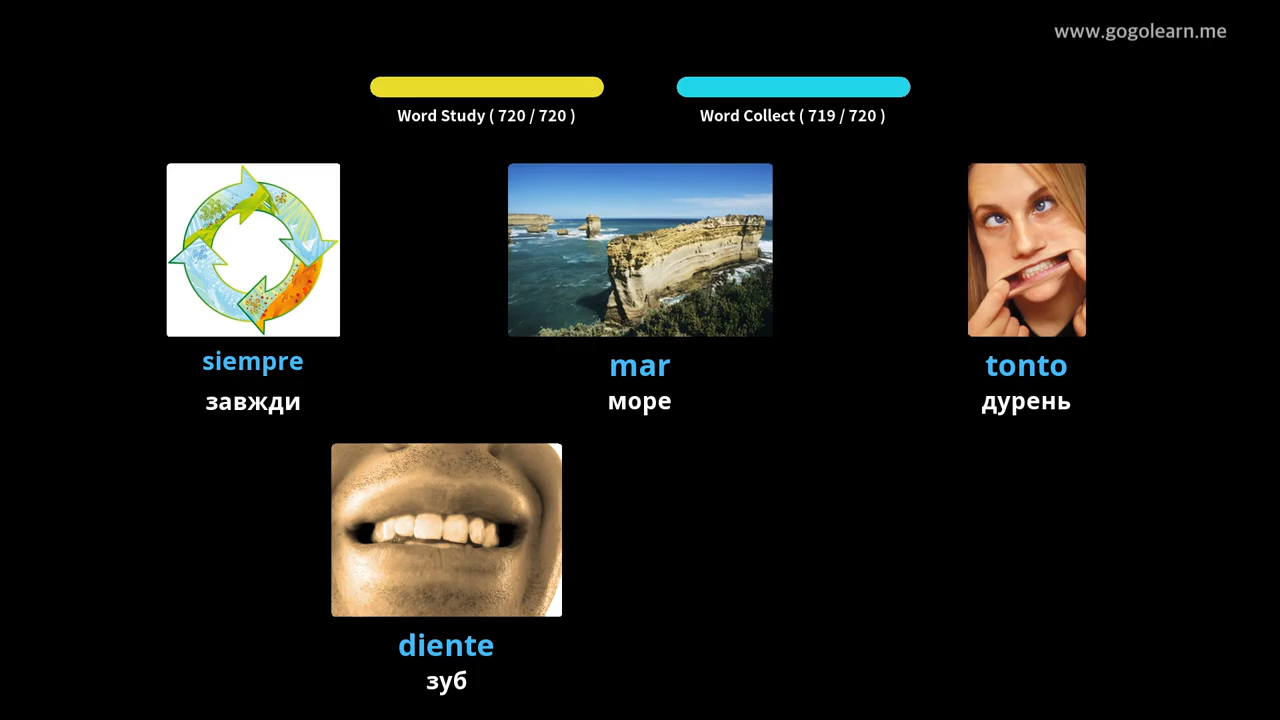 www.gogolearn.me
Word Study ( 720 / 720 )
Word Collect ( 719 / 720 )
siempre
завжди
mar
море
tonto
дурень
diente
зуб